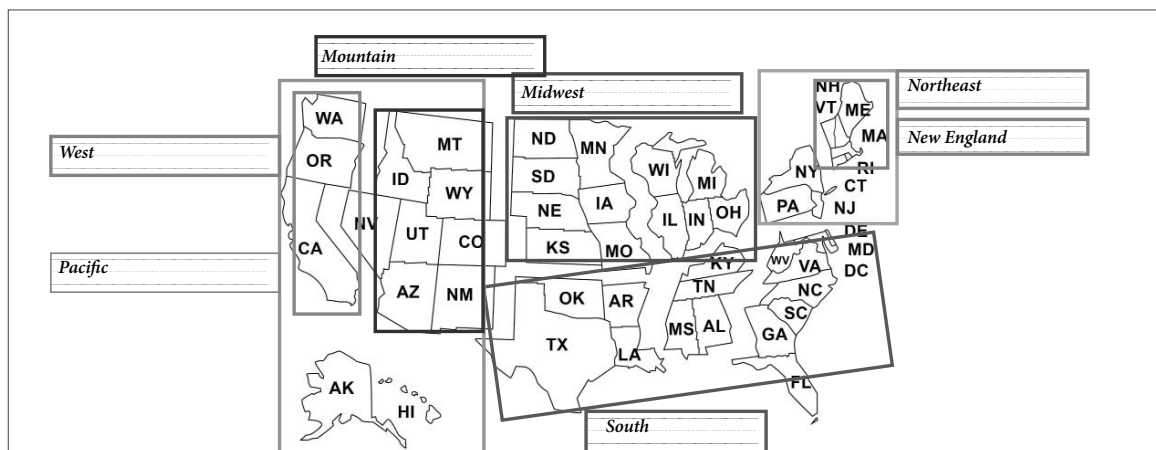 Mountain
Midwest
Northeast
New England
West
Pacific
South
WA
OR
CA
NV
MT
ID
WY
UT
CO
AZ
NM
AK
HI
ND
SD
NE
KS
MN
IA
MO
WI
IL
IN
MI
OH
NH
VT
ME
MA
RI
CT
NY
PA
NJ
DE
MD
DC
WV
VA
KY
TN
NC
SC
OK
AR
TX
LA
MS
AL
GA
FL